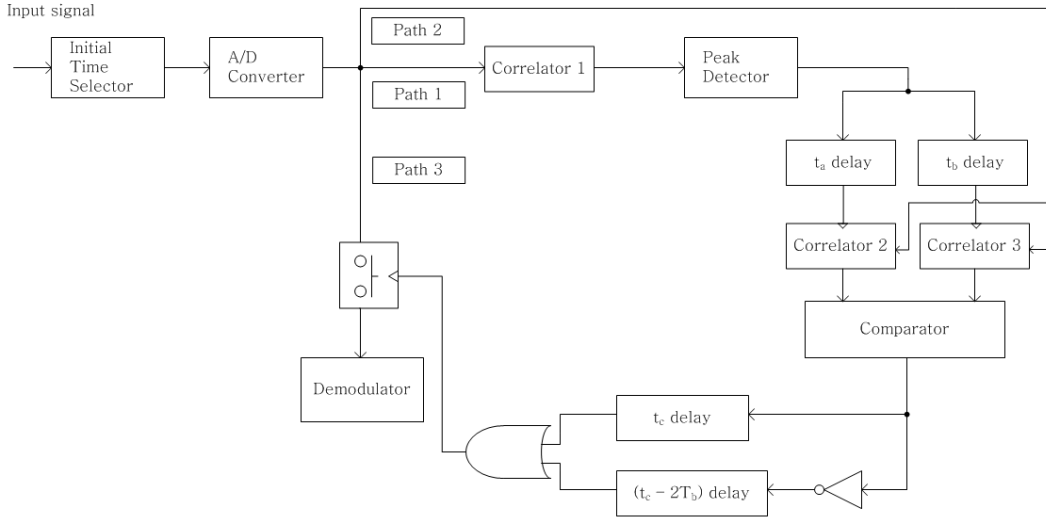 Input signal
Path 2
Initial
Time
Selector
A/D
Converter
Correlator 1
Peak
Detector
Path 1
Path 3
tₐ delay
t_b delay
Correlator 2
Correlator 3
Comparator
Demodulator
t_c delay
(t_c - 2T_b) delay